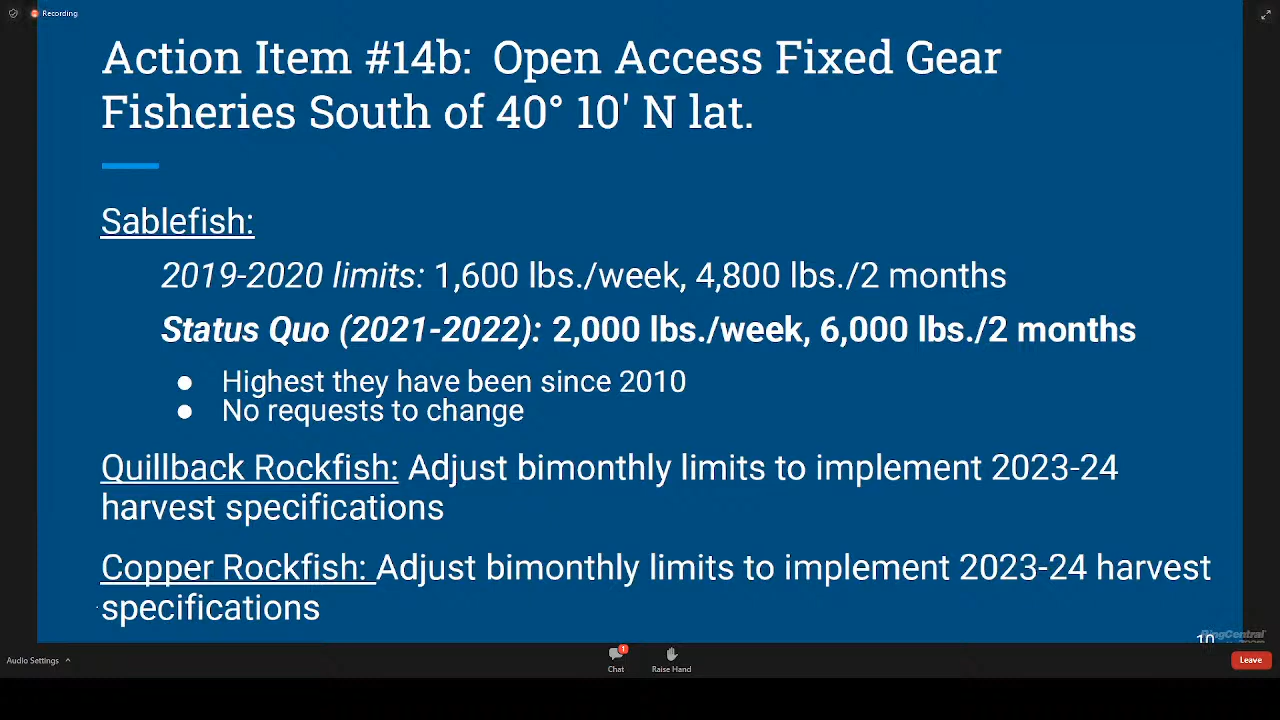 Recording
Action Item #14b: Open Access Fixed Gear
Fisheries South of 40° 10' N lat.
Sablefish:
2019-2020 limits: 1,600 lbs./week, 4,800 lbs./2 months
Status Quo (2021-2022): 2,000 lbs./week, 6,000 lbs./2 months
● Highest they have been since 2010
● No requests to change
Quillback Rockfish: Adjust bimonthly limits to implement 2023-24
harvest specifications
Copper Rockfish: Adjust bimonthly limits to implement 2023-24 harvest
specifications
10
RingCentral
Audio Settings
1
Chat
Raise Hand
Leave